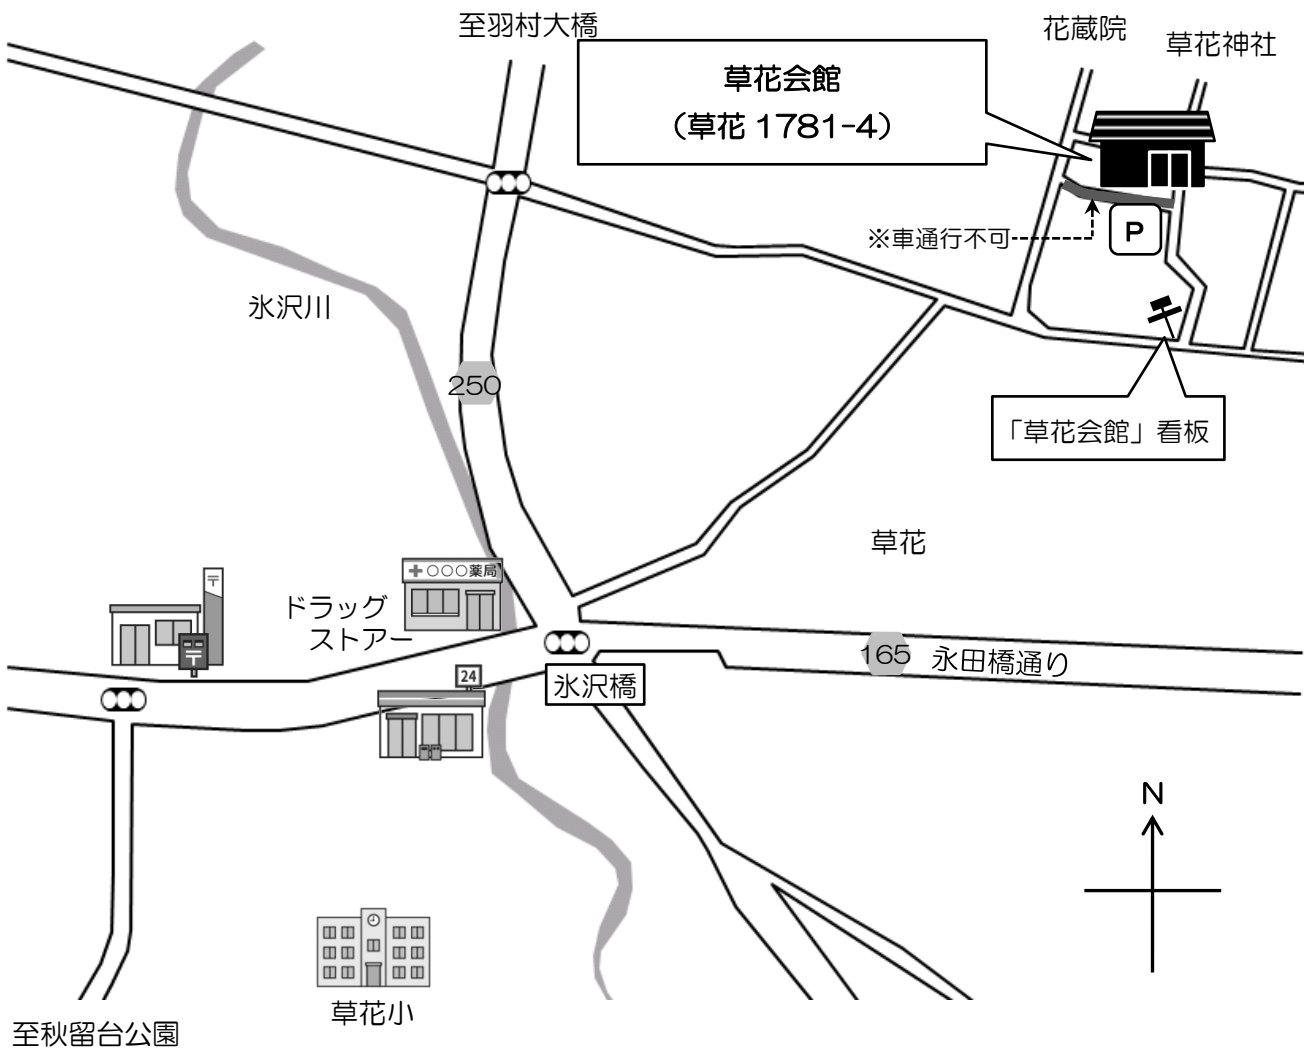 至羽村大橋
花蔵院
草花神社
草花会館
（草花 1781-4）
※車通行不可
P
氷沢川
250
「草花会館」看板
草花
＋○○○薬局
〒
ドラッグ
ストアー
〒
165
永田橋通り
24
氷沢橋
N
草花小
至秋留台公園